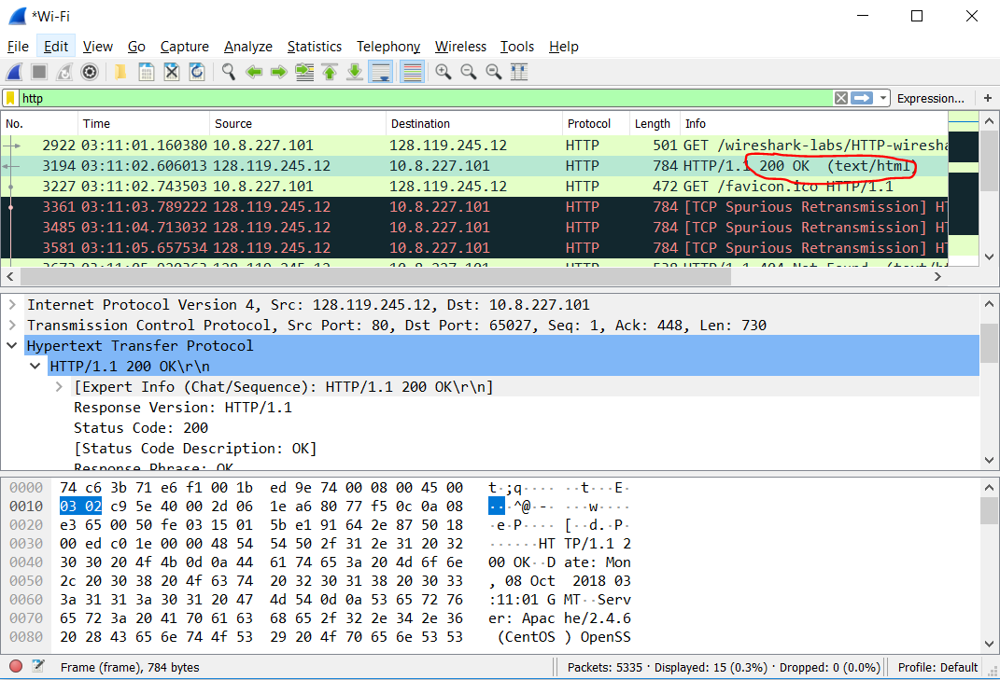 *Wi-Fi
File Edit View Go Capture Analyze Statistics Telephony Wireless Tools Help
http Expression... +
No. Time Source Destination Protocol Length Info
2922 03:11:01.160380 10.8.227.101 128.119.245.12 HTTP 501 GET /wireshark-labs/HTTP-wiresha
3194 03:11:02.606013 128.119.245.12 10.8.227.101 HTTP 784 HTTP/1.1 200 OK (text/html
3227 03:11:02.743503 10.8.227.101 128.119.245.12 HTTP 472 GET /favicon.ico HTTP/1.1
3361 03:11:03.789222 128.119.245.12 10.8.227.101 HTTP 784 [TCP Spurious Retransmission] HT
3485 03:11:04.713032 128.119.245.12 10.8.227.101 HTTP 784 [TCP Spurious Retransmission] HT
3581 03:11:05.657534 128.119.245.12 10.8.227.101 HTTP 784 [TCP Spurious Retransmission] HT
128.119.245.12 10.8.227.101 HTTP 538 HTTP/1.1 404 Not Found (text/ht
Internet Protocol Version 4, Src: 128.119.245.12, Dst: 10.8.227.101
Transmission Control Protocol, Src Port: 80, Dst Port: 65027, Seq: 1, Ack: 448, Len: 730
Hypertext Transfer Protocol
HTTP/1.1 200 OK\r\n
[Expert Info (Chat/Sequence): HTTP/1.1 200 OK\r\n]
Response Version: HTTP/1.1
Status Code: 200
[Status Code Description: OK]
Response Phrase: OK
0000 74 c6 3b 71 e6 f1 00 1b ed 9e 74 00 08 00 45 00 t·;q···· ··t···E·
0010 03 02 c9 5e 40 00 2d 06 1e a6 80 77 f5 0c 0a 08 ···^@·-· ···w····
0020 e3 65 00 50 fe 03 15 01 5b e1 91 64 2e 87 50 18 ·e·P···· [··d.·P·
0030 00 ed c0 1e 00 00 48 54 54 50 2f 31 2e 31 20 32 ······HT TP/1.1 2
0040 30 30 20 4f 4b 0d 0a 44 61 74 65 3a 20 4d 6f 6e 00 OK··D ate: Mon
0050 2c 20 30 38 20 4f 63 74 20 32 30 31 38 20 30 33 , 08 Oct 2018 03
0060 3a 31 31 3a 30 31 20 47 4d 54 0d 0a 53 65 72 76 :11:01 G MT··Serv
0070 65 72 3a 20 41 70 61 63 68 65 2f 32 2e 34 2e 36 er: Apac he/2.4.6
0080 20 28 43 65 6e 74 4f 53 29 20 4f 70 65 6e 53 53 (CentOS ) OpenSS
Frame (frame), 784 bytes Packets: 5335 · Displayed: 15 (0.3%) · Dropped: 0 (0.0%) Profile: Default